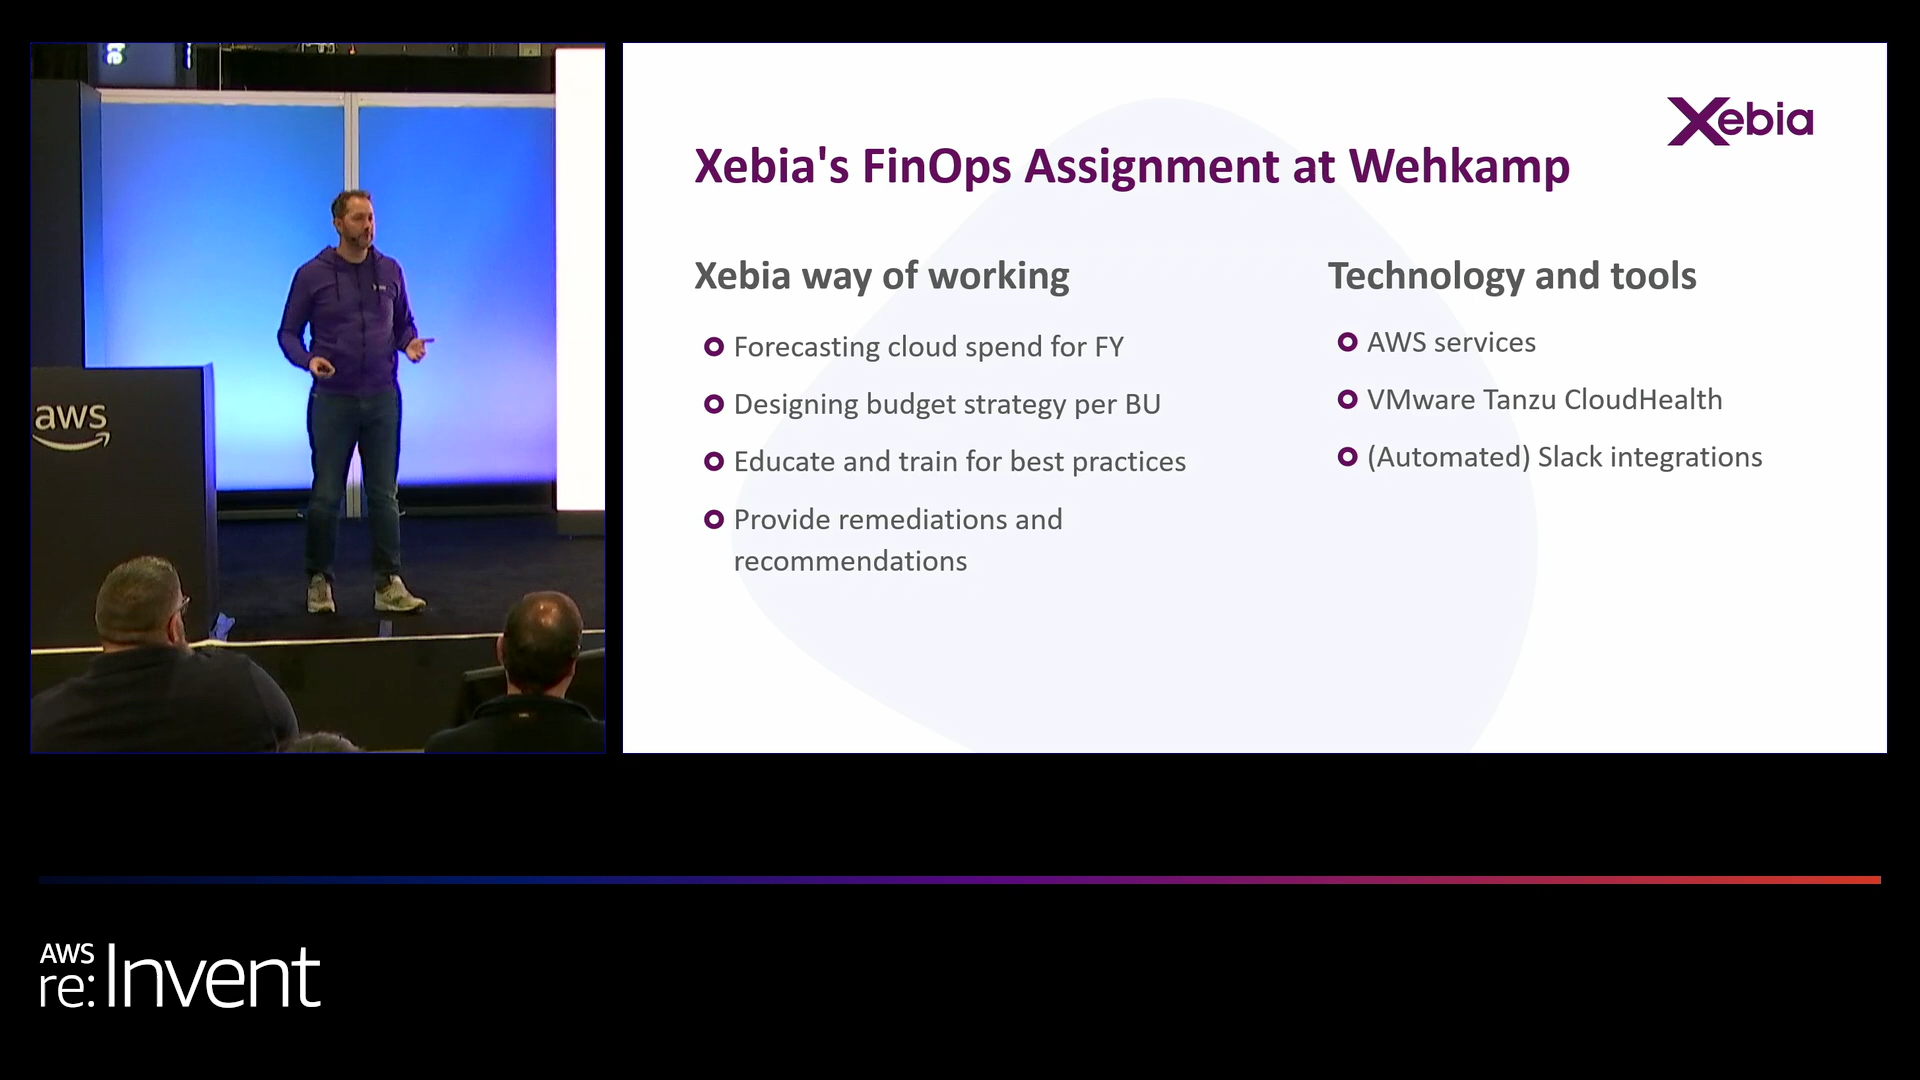 aws
Xebia
Xebia's FinOps Assignment at Wehkamp
Xebia way of working
Forecasting cloud spend for FY
Designing budget strategy per BU
Educate and train for best practices
Provide remediations and
recommendations
Technology and tools
AWS services
VMware Tanzu CloudHealth
(Automated) Slack integrations
AWS
re:Invent